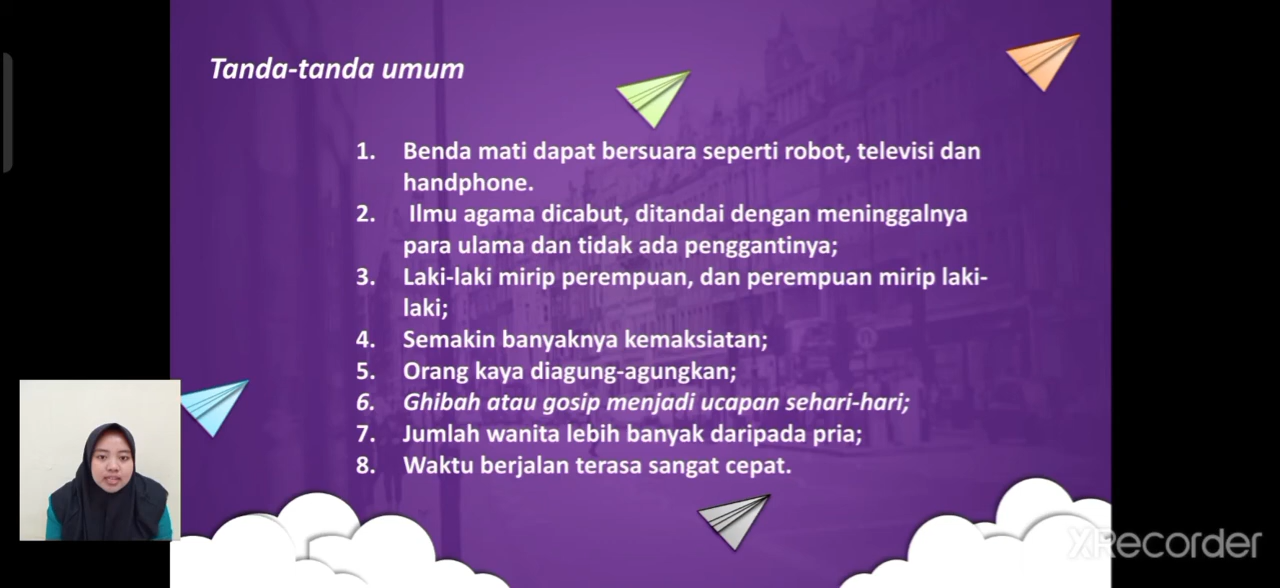 Tanda-tanda umum
1. Benda mati dapat bersuara seperti robot, televisi dan
handphone.
2. Ilmu agama dicabut, ditandai dengan meninggalnya
para ulama dan tidak ada penggantinya;
3. Laki-laki mirip perempuan, dan perempuan mirip laki-
laki;
4. Semakin banyaknya kemaksiatan;
5. Orang kaya diagung-agungkan;
6. Ghibah atau gosip menjadi ucapan sehari-hari;
7. Jumlah wanita lebih banyak daripada pria;
8. Waktu berjalan terasa sangat cepat.
XRecorder